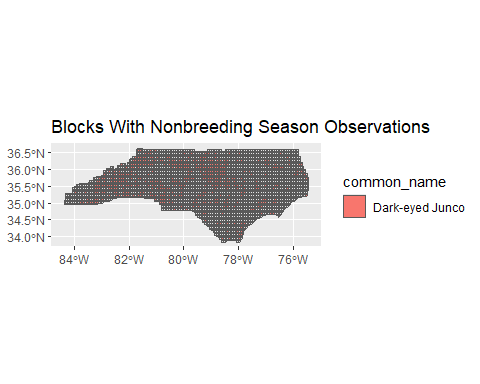 Blocks With Nonbreeding Season Observations
36.5°N
36.0°N
35.5°N
35.0°N
34.5°N
34.0°N
84°W 82°W 80°W 78°W 76°W
common_name
Dark-eyed Junco